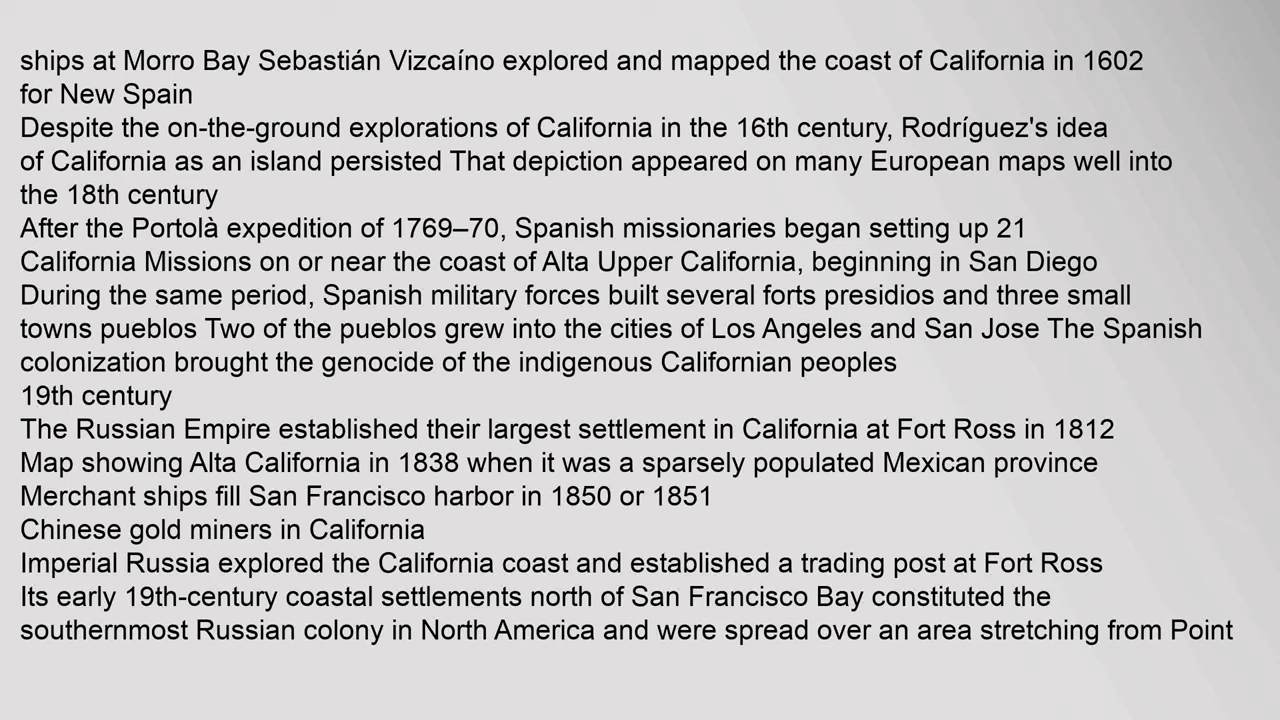 ships at Morro Bay Sebastián Vizcaíno explored and mapped the coast of California in 1602
for New Spain
Despite the on-the-ground explorations of California in the 16th century, Rodríguez's idea
of California as an island persisted That depiction appeared on many European maps well into
the 18th century
After the Portolà expedition of 1769–70, Spanish missionaries began setting up 21
California Missions on or near the coast of Alta Upper California, beginning in San Diego
During the same period, Spanish military forces built several forts presidios and three small
towns pueblos Two of the pueblos grew into the cities of Los Angeles and San Jose The Spanish
colonization brought the genocide of the indigenous Californian peoples
19th century
The Russian Empire established their largest settlement in California at Fort Ross in 1812
Map showing Alta California in 1838 when it was a sparsely populated Mexican province
Merchant ships fill San Francisco harbor in 1850 or 1851
Chinese gold miners in California
Imperial Russia explored the California coast and established a trading post at Fort Ross
Its early 19th-century coastal settlements north of San Francisco Bay constituted the
southernmost Russian colony in North America and were spread over an area stretching from Point